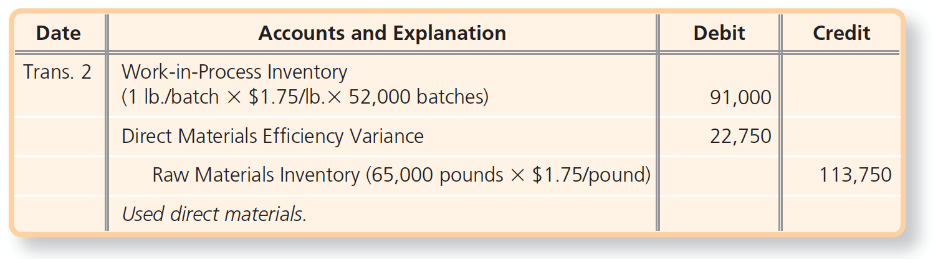 Date Accounts and Explanation Debit Credit
Trans. 2 Work-in-Process Inventory
(1 lb./batch × $1.75/lb.× 52,000 batches) 91,000
Direct Materials Efficiency Variance 22,750
Raw Materials Inventory (65,000 pounds × $1.75/pound) 113,750
Used direct materials.